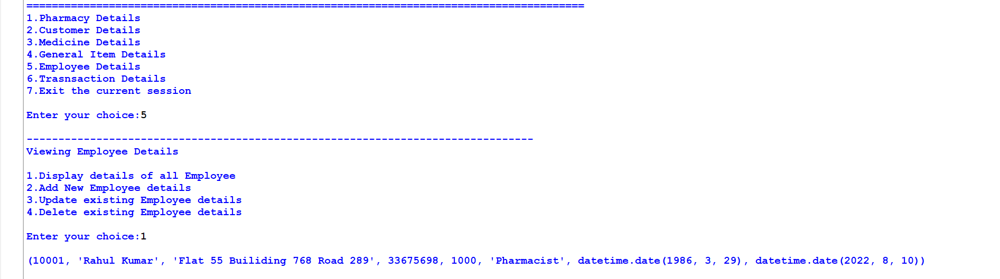 ========================================================================================
1.Pharmacy Details
2.Customer Details
3.Medicine Details
4.General Item Details
5.Employee Details
6.Trasnsaction Details
7.Exit the current session
Enter your choice:5
--------------------------------------------------------------------------------
Viewing Employee Details
1.Display details of all Employee
2.Add New Employee details
3.Update existing Employee details
4.Delete existing Employee details
Enter your choice:1
(10001, 'Rahul Kumar', 'Flat 55 Builiding 768 Road 289', 33675698, 1000, 'Pharmacist', datetime.date(1986, 3, 29), datetime.date(2022, 8, 10))